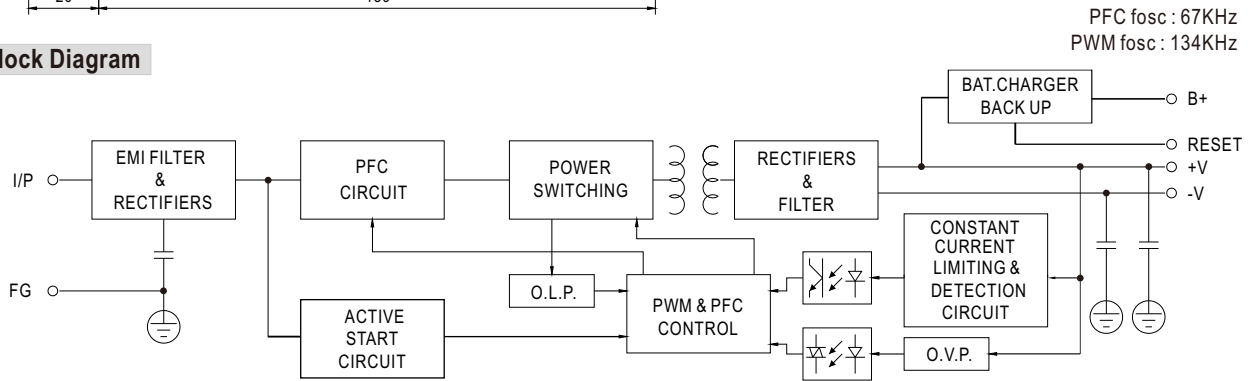 PFC fosc : 67KHz
PWM fosc : 134KHz
lock Diagram
BAT.CHARGER
BACK UP
B+
RESET
+V
-V
I/P
EMI FILTER
&
RECTIFIERS
PFC
CIRCUIT
POWER
SWITCHING
RECTIFIERS
&
FILTER
CONSTANT
CURRENT
LIMITING &
DETECTION
CIRCUIT
FG
O.L.P.
PWM & PFC
CONTROL
ACTIVE
START
CIRCUIT
O.V.P.